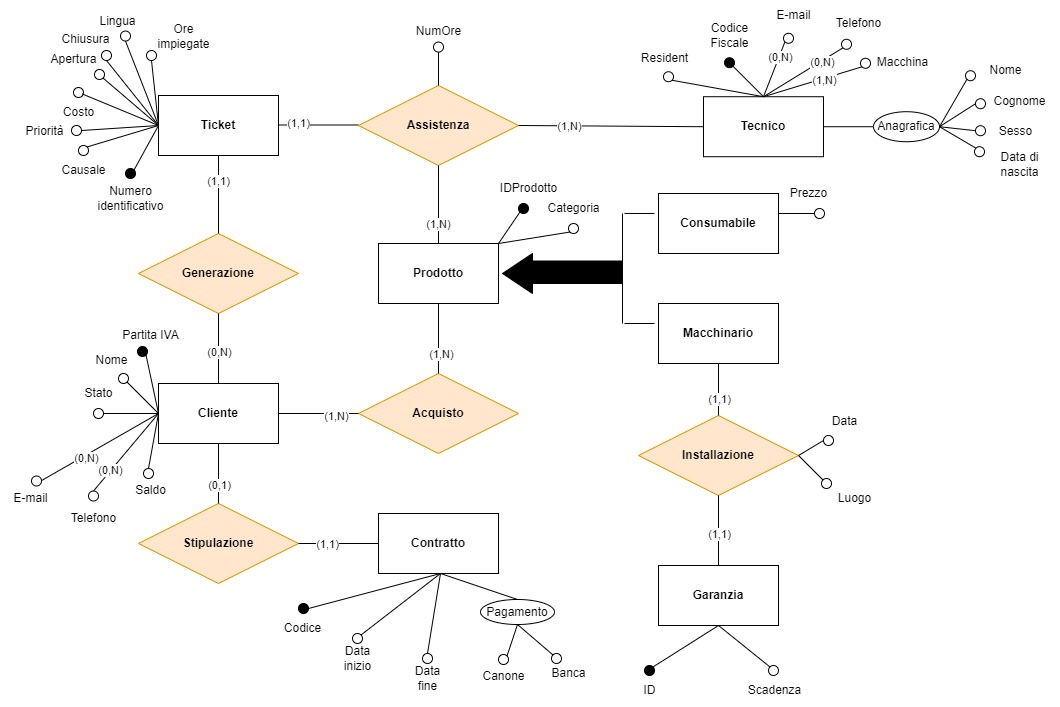 Lingua
Ore
impiegate
Chiusura
Apertura
Costo
Priorità
Causale
Numero
identificativo
Ticket
(1,1)
NumOre
Assistenza
(1,N)
Resident
Codice
Fiscale
E-mail
(0,N)
Telefono
(0,N)
Macchina
(1,N)
Tecnico
Anagrafica
Nome
Cognome
Sesso
Data di
nascita
(1,1)
(1,N)
IDProdotto
Categoria
Consumabile
Prezzo
Generazione
Prodotto
Macchinario
(0,N)
(1,N)
(1,1)
Partita IVA
Nome
Stato
Cliente
(1,N)
Acquisto
Installazione
Data
Luogo
(0,N)
(0,N)
E-mail
Telefono
Saldo
(0,1)
Stipulazione
(1,1)
Contratto
(1,1)
Garanzia
Codice
Data
inizio
Data
fine
Pagamento
Canone
Banca
ID
Scadenza